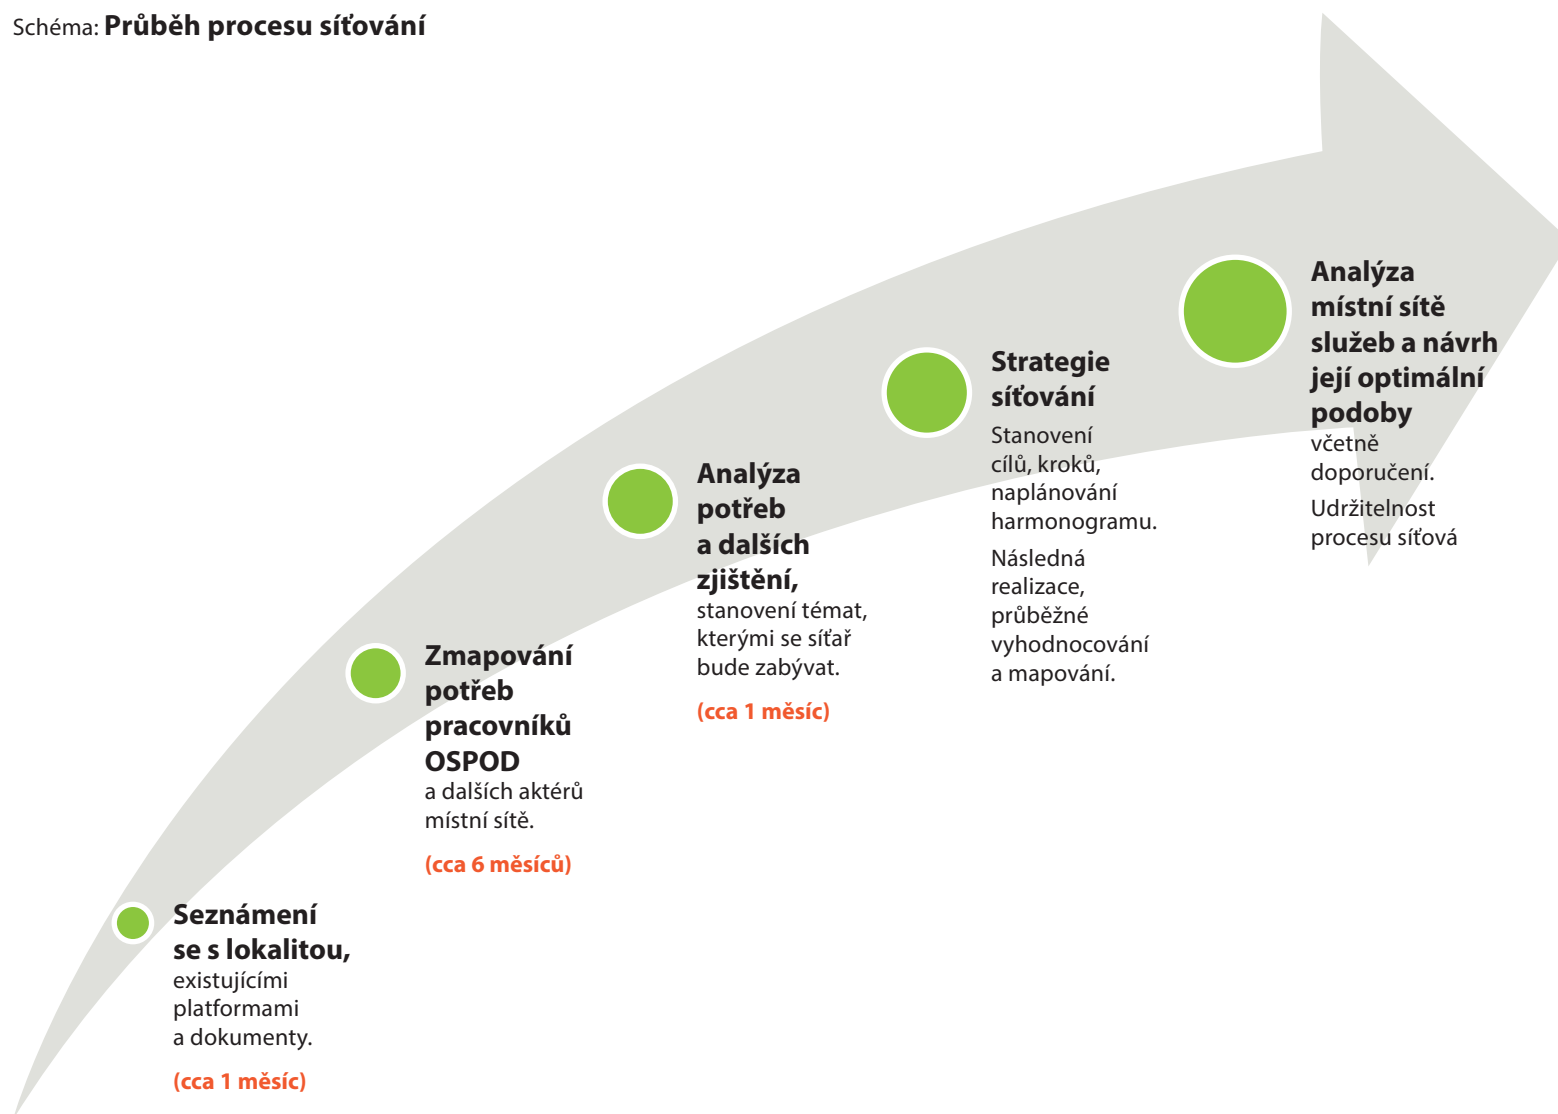 Schéma: Průběh procesu síťování
Seznámení
se s lokalitou,
existujícími
platformami
a dokumenty.
(cca 1 měsíc)
Zmapování
potřeb
pracovníků
OSPOD
a dalších aktérů
místní sítě.
(cca 6 měsíců)
Analýza
potřeb
a dalších
zjištění,
stanovení témat,
kterými se síťař
bude zabývat.
(cca 1 měsíc)
Strategie
síťování
Stanovení
cílů, kroků,
naplánování
harmonogramu.
Následná
realizace,
průběžné
vyhodnocování
a mapování.
Analýza
místní sítě
služeb a návrh
její optimální
podoby
včetně
doporučení.
Udržitelnost
procesu síťová